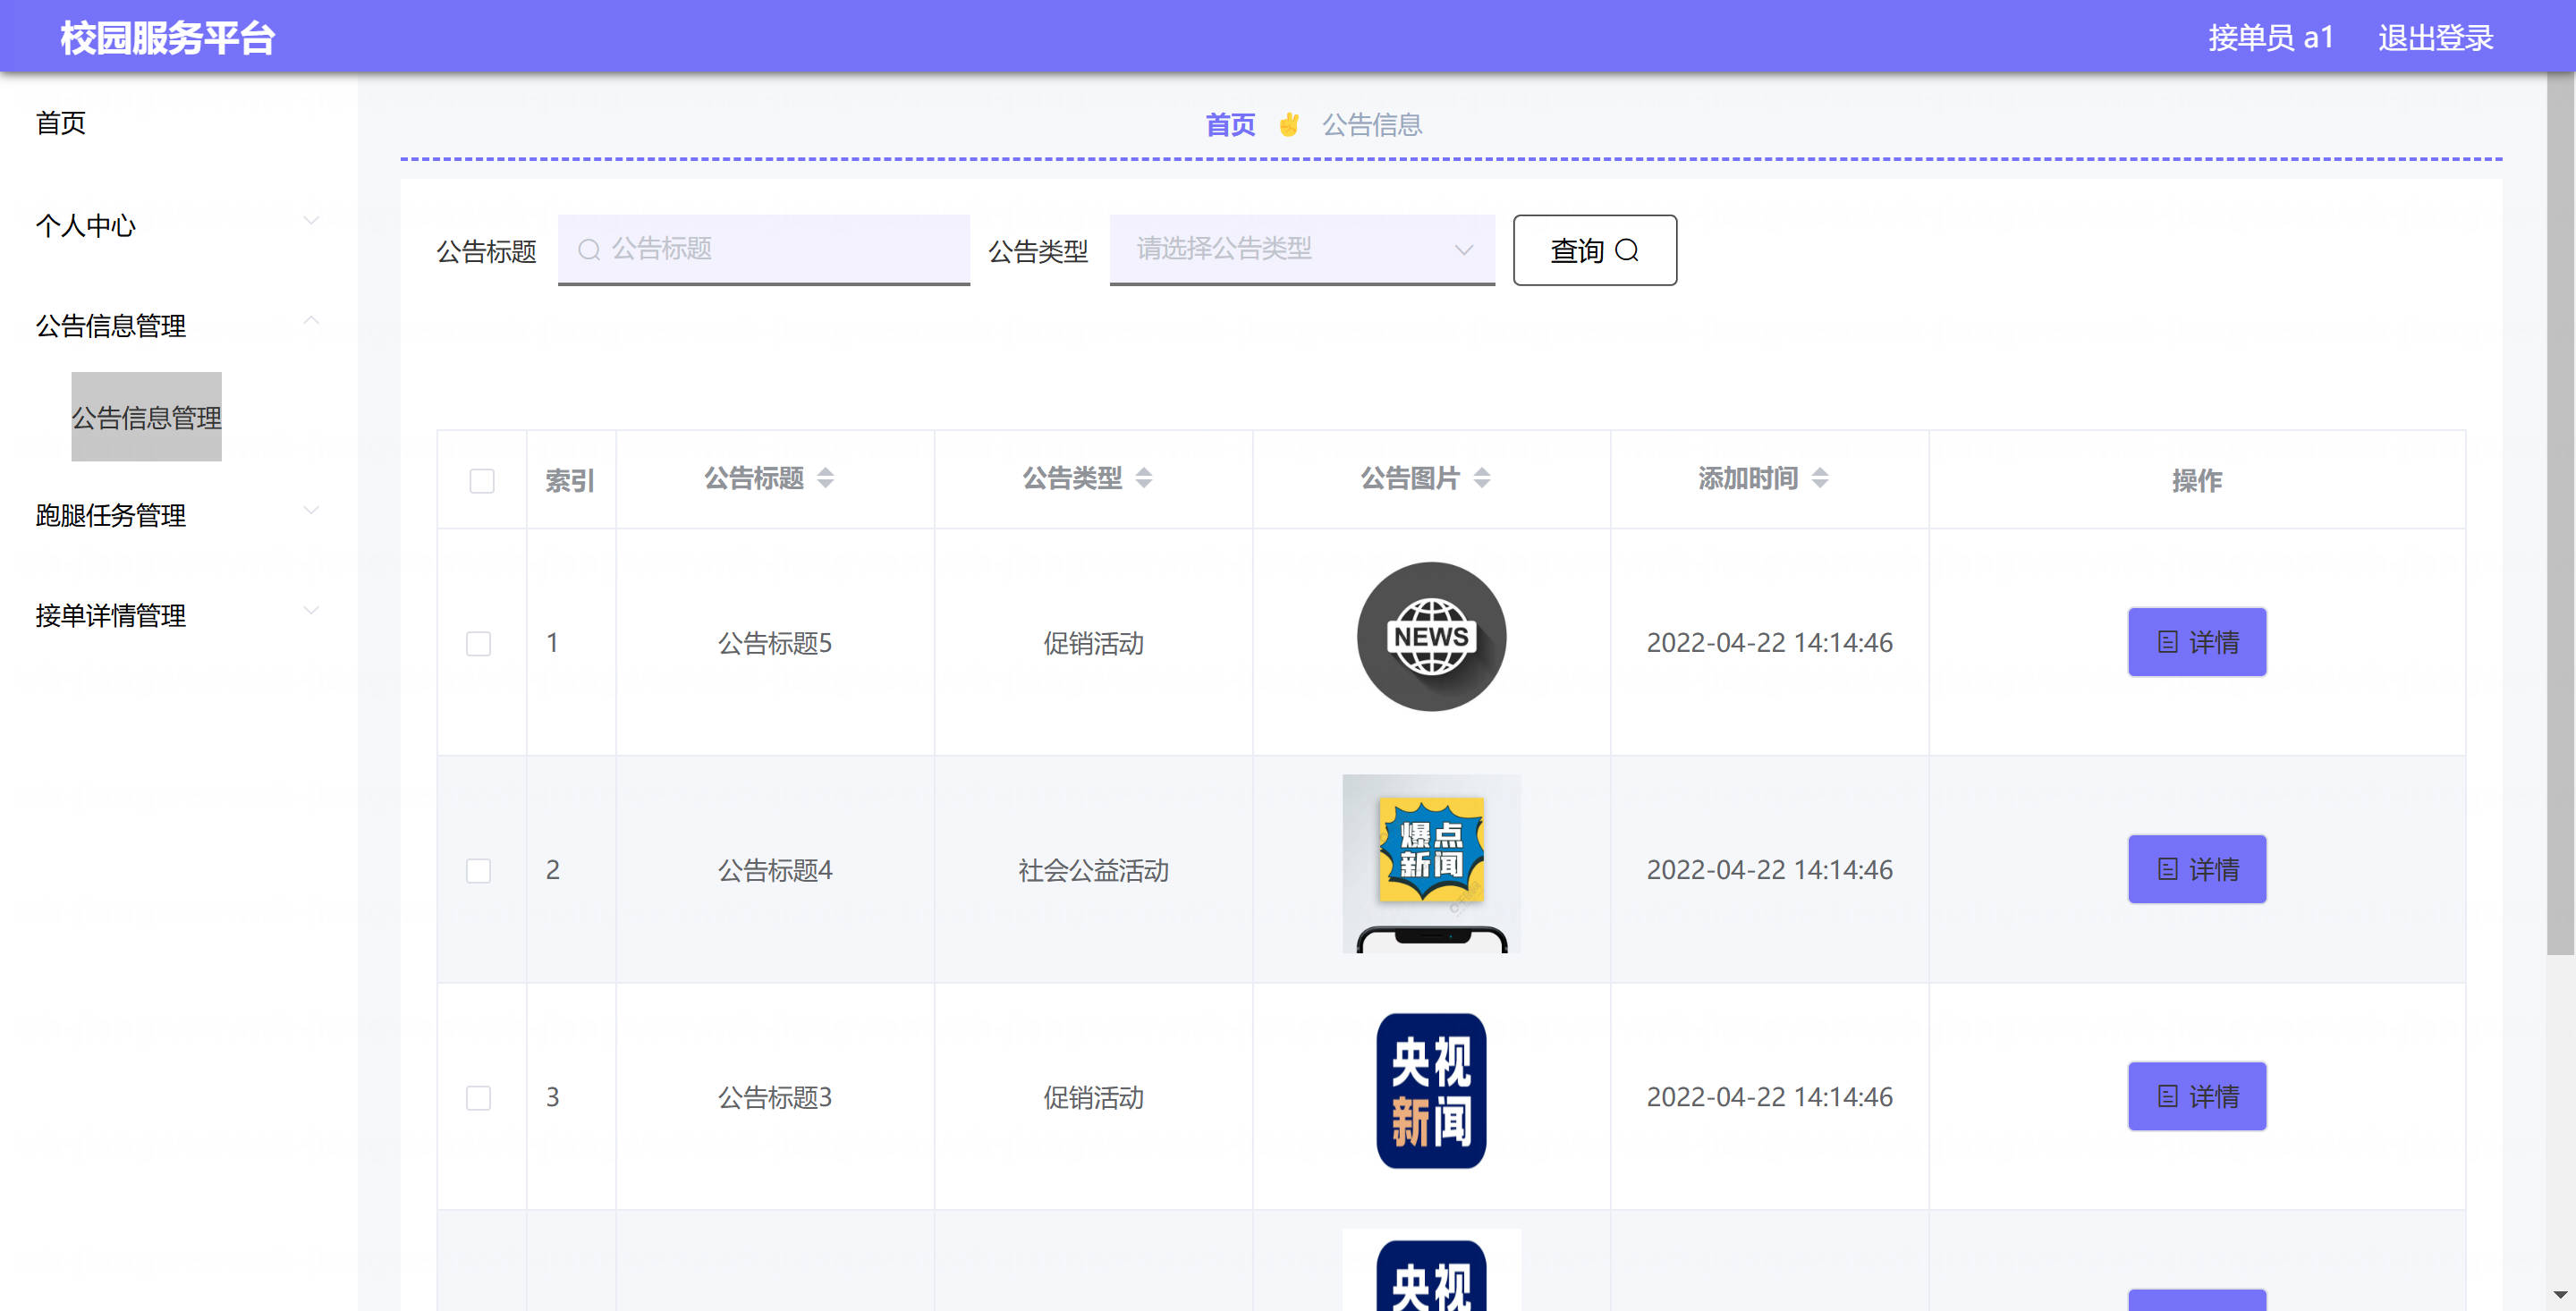 校园服务平台
接单员 a1
退出登录
首页
个人中心
公告信息管理
公告信息管理
跑腿任务管理
接单详情管理
首页 ✌ 公告信息
公告标题 公告标题 公告类型 请选择公告类型 查询
索引 公告标题 公告类型 公告图片 添加时间 操作
1 公告标题5 促销活动 NEWS 2022-04-22 14:14:46 详情
2 公告标题4 社会公益活动 2022-04-22 14:14:46 详情
爆点
新闻
3 公告标题3 促销活动 2022-04-22 14:14:46 详情
央视
新闻
央视